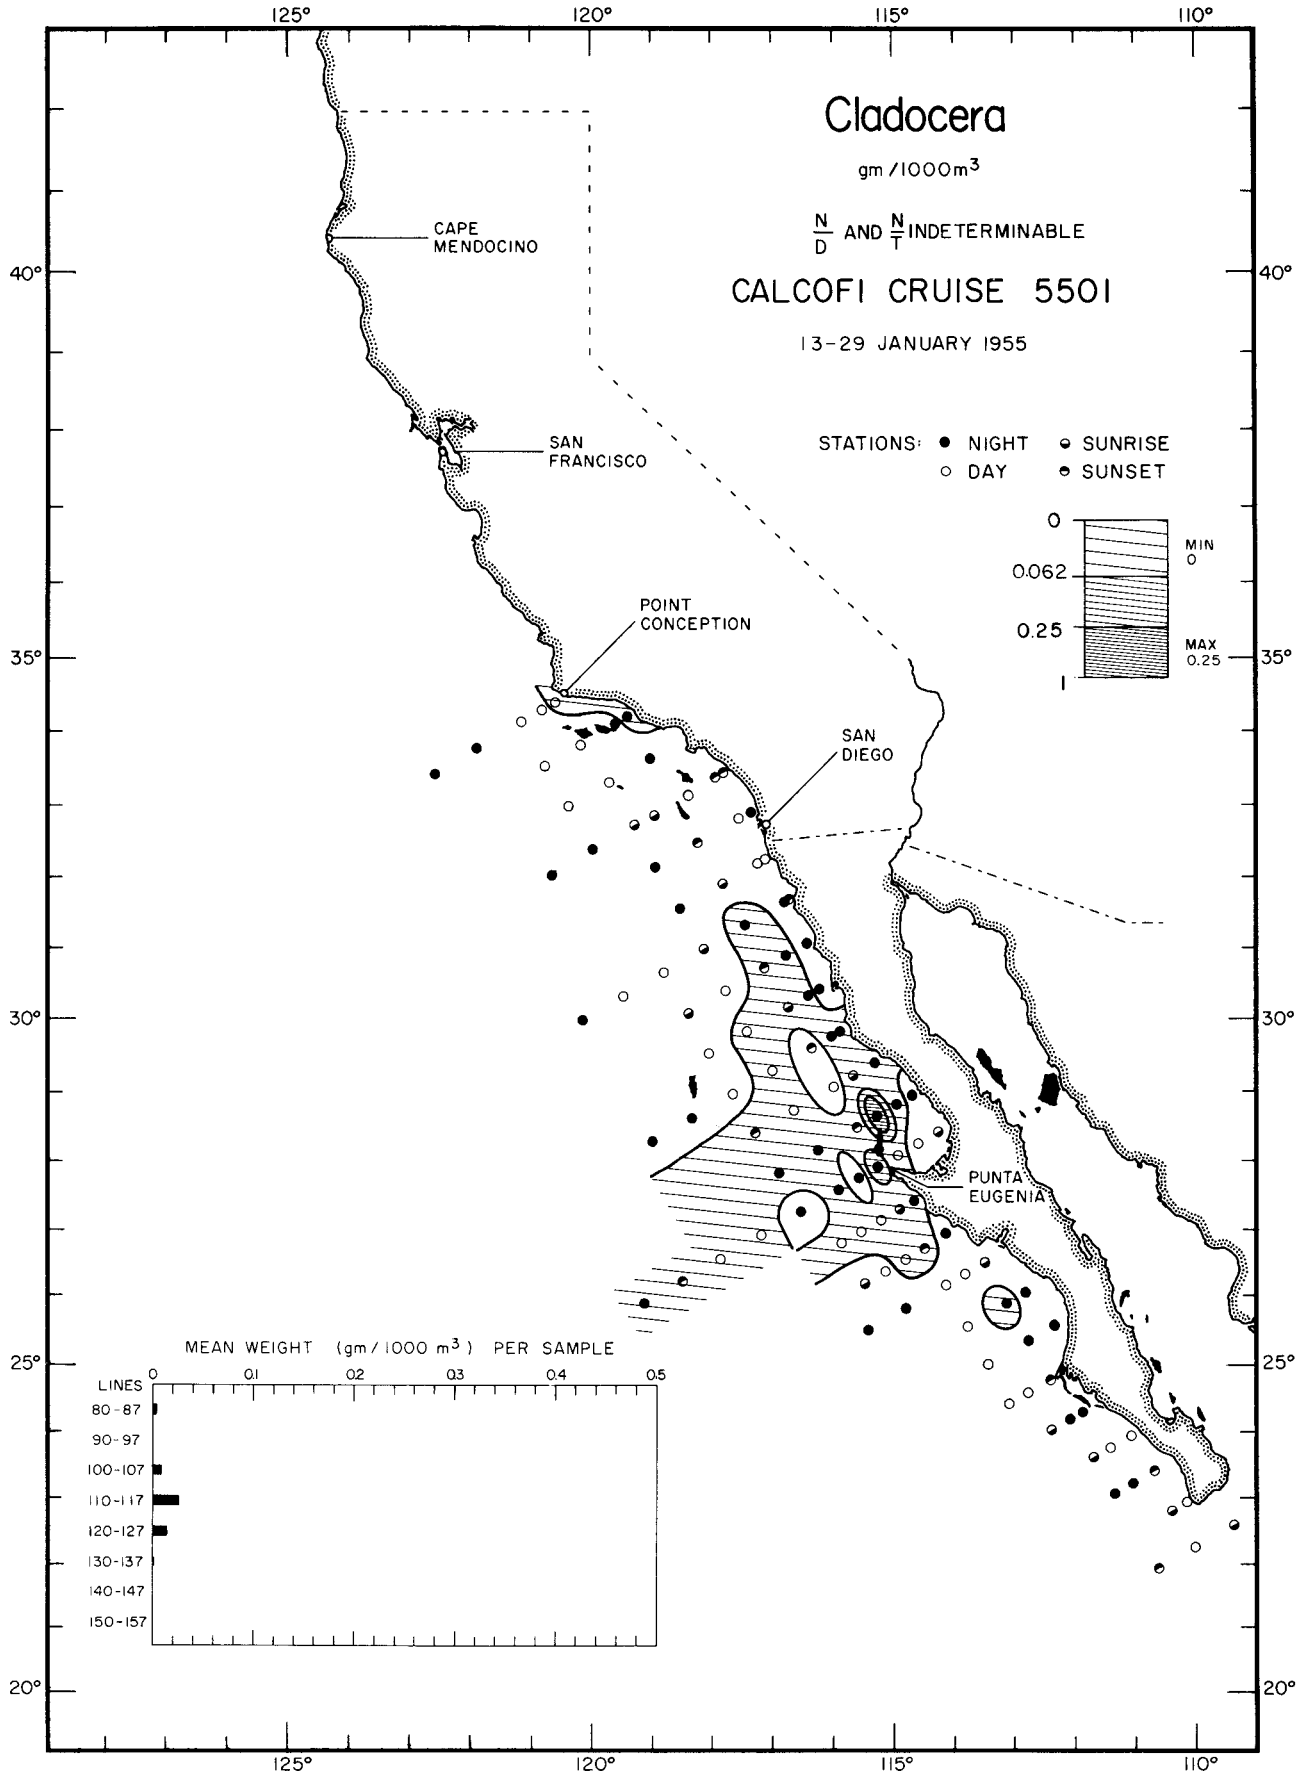 125° 120° 115° 110°
Cladocera
gm/1000m³
N/D AND N/T INDETERMINABLE
CALCOFI CRUISE 5501
13-29 JANUARY 1955
CAPE
MENDOCINO
40° 40°
SAN
FRANCISCO
STATIONS: NIGHT SUNRISE
DAY SUNSET
0
MIN
0
0.062
0.25
MAX
0.25
1
POINT
CONCEPTION
35° 35°
SAN
DIEGO
30° 30°
PUNTA
EUGENIA
25° 25°
MEAN WEIGHT (gm/1000 m³) PER SAMPLE
0 0.1 0.2 0.3 0.4 0.5
LINES
80-87
90-97
100-107
110-117
120-127
130-137
140-147
150-157
20° 20°
125° 120° 115° 110°